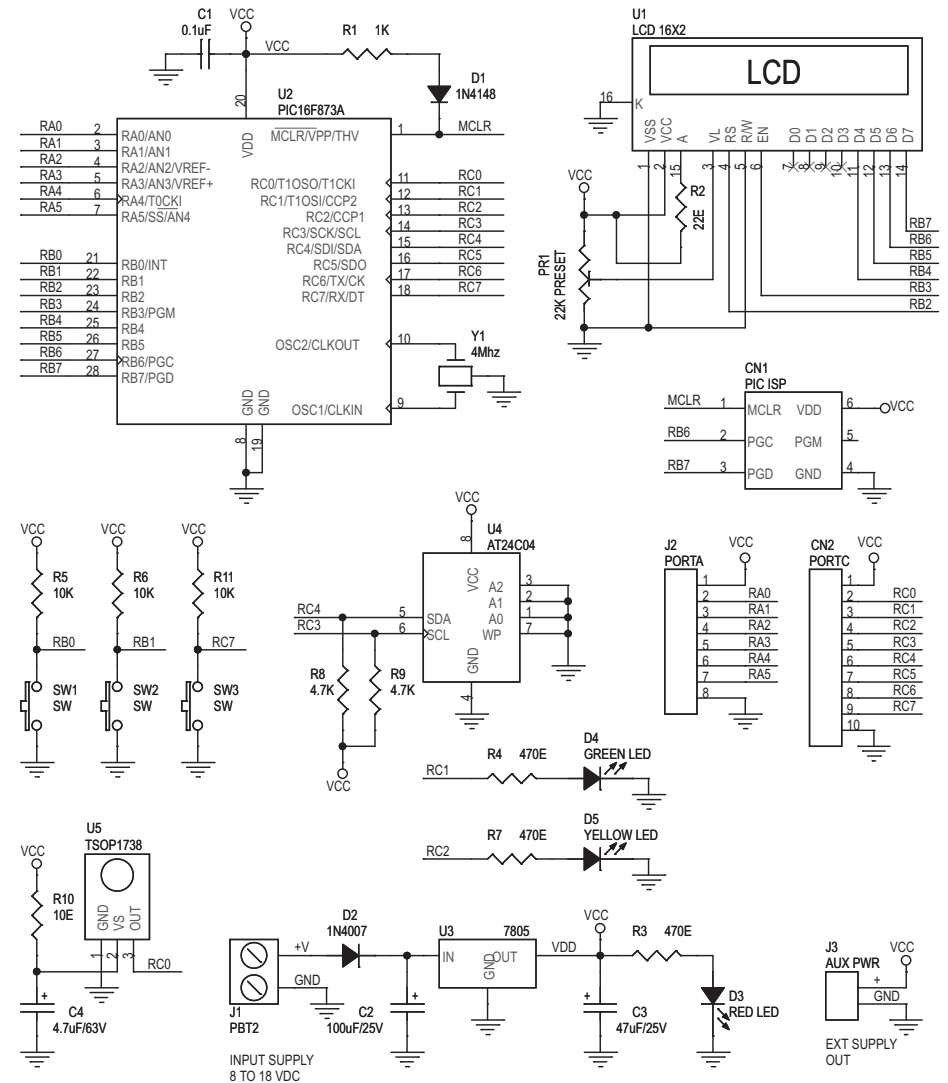 C1
0.1uF
VCC
VCC
R1 1K
D1
1N4148
U2
PIC16F873A
20
VDD
MCLR/VPP/THV 1 MCLR
RA0 2 RA0/AN0
RA1 3 RA1/AN1
RA2 4 RA2/AN2/VREF-
RA3 5 RA3/AN3/VREF+
RA4 6 RA4/T0CKI
RA5 7 RA5/SS/AN4
RC0/T1OSO/T1CKI 11 RC0
RC1/T1OSI/CCP2 12 RC1
RC2/CCP1 13 RC2
RC3/SCK/SCL 14 RC3
RC4/SDI/SDA 15 RC4
RC5/SDO 16 RC5
RC6/TX/CK 17 RC6
RC7/RX/DT 18 RC7
RB0 21 RB0/INT
RB1 22 RB1
RB2 23 RB2
RB3 24 RB3/PGM
RB4 25 RB4
RB5 26 RB5
RB6 27 RB6/PGC
RB7 28 RB7/PGD
OSC2/CLKOUT 10
OSC1/CLKIN 9
Y1
4Mhz
GND GND
8 19
U1
LCD 16X2
LCD
16 K
VSS VCC A VL RS R/W EN D0 D1 D2 D3 D4 D5 D6 D7
1 2 15 3 4 5 6 7 8 9 10 11 12 13 14
VCC
R2
22E
PR1
22K PRESET
RB7
RB6
RB5
RB4
RB3
RB2
CN1
PIC ISP
MCLR 1 MCLR VDD 6 VCC
RB6 2 PGC PGM 5
RB7 3 PGD GND 4
VCC
R5
10K
RB0
SW1
SW
VCC
R6
10K
RB1
SW2
SW
VCC
R11
10K
RC7
SW3
SW
VCC
8
U4
AT24C04
VCC
A2 3
A1 2
A0 1
WP 7
RC4 5 SDA
RC3 6 SCL
GND
4
R8
4.7K
R9
4.7K
VCC
J2
PORTA
VCC
1
2 RA0
3 RA1
4 RA2
5 RA3
6 RA4
7 RA5
8
CN2
PORTC
VCC
1
2 RC0
3 RC1
4 RC2
5 RC3
6 RC4
7 RC5
8 RC6
9 RC7
10
RC1
R4 470E
D4
GREEN LED
RC2
R7 470E
D5
YELLOW LED
U5
TSOP1738
VCC
R10
10E
GND VS OUT
1 2 3
RC0
+
C4
4.7uF/63V
+V
GND
J1
PBT2
INPUT SUPPLY
8 TO 18 VDC
D2
1N4007
+
C2
100uF/25V
U3 7805
IN GND OUT
VDD
VCC
R3 470E
+
C3
47uF/25V
D3
RED LED
J3
AUX PWR
VCC
+
GND
EXT SUPPLY
OUT